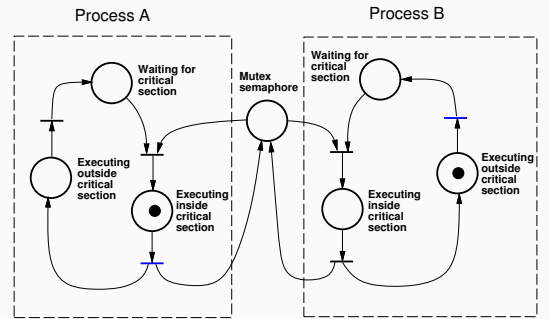 Process A
Process B
Waiting for
critical
section
Mutex
semaphore
Waiting for
critical
section
Executing
outside
critical
section
Executing
inside
critical
section
Executing
inside
critical
section
Executing
outside
critical
section